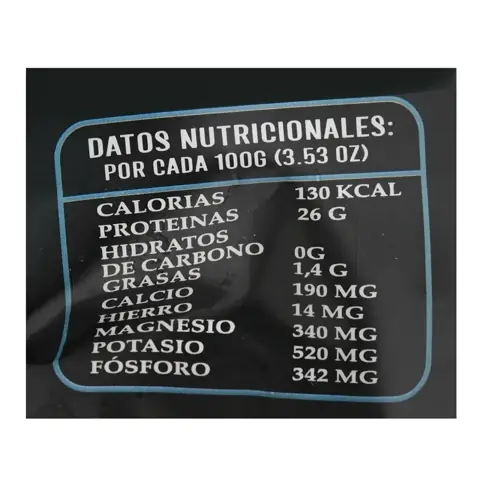 DATOS NUTRICIONALES:
POR CADA 100G (3.53 OZ)
CALORIAS 130 KCAL
PROTEINAS 26 G
HIDRATOS
DE CARBONO 0G
GRASAS 1,4 G
CALCIO 190 MG
HIERRO 14 MG
MAGNESIO 340 MG
POTASIO 520 MG
FÓSFORO 342 MG